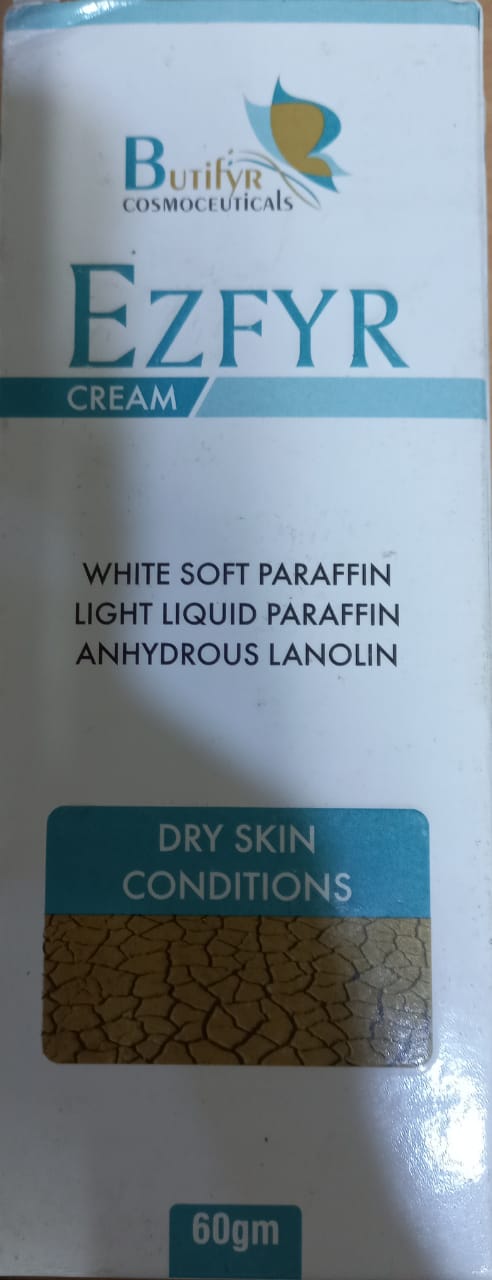 BUTIFYR
COSMOCEUTICALS
EZFYR
CREAM
WHITE SOFT PARAFFIN
LIGHT LIQUID PARAFFIN
ANHYDROUS LANOLIN
DRY SKIN
CONDITIONS
60gm